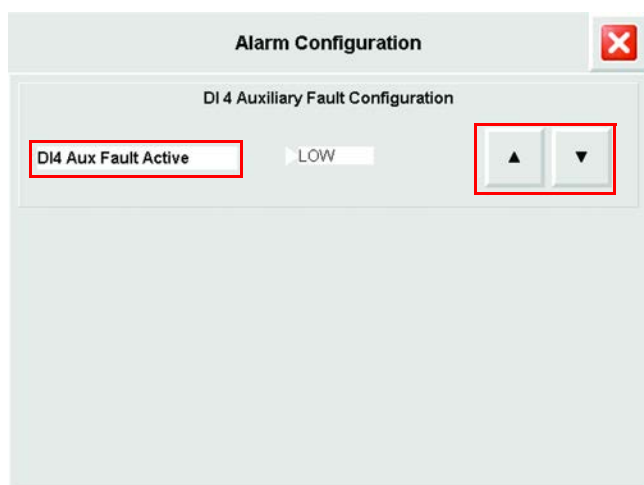 Alarm Configuration
DI 4 Auxiliary Fault Configuration
DI4 Aux Fault Active LOW